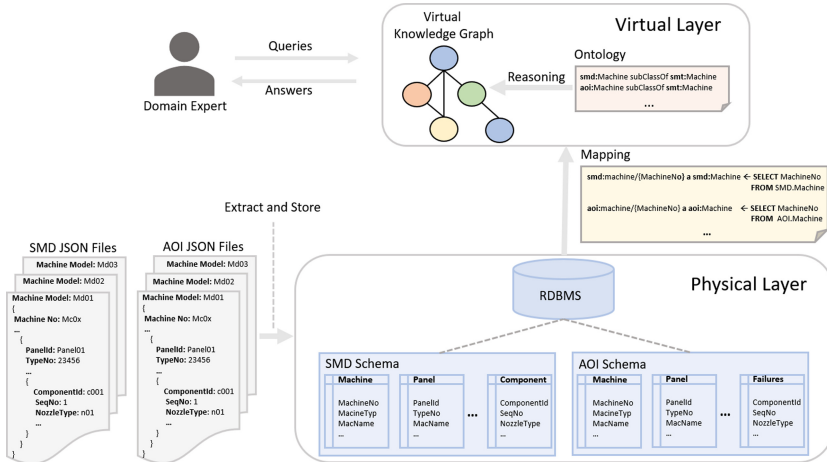 Virtual Layer
Virtual
Knowledge Graph
Ontology
smd:Machine subClassOf smt:Machine
aoi:Machine subClassOf smt:Machine
...
Reasoning
Queries
Answers
Domain Expert
Mapping
smd:machine/{MachineNo} a smd:Machine ← SELECT MachineNo
FROM SMD.Machine
aoi:machine/{MachineNo} a aoi:Machine ← SELECT MachineNo
FROM AOI.Machine
...
Extract and Store
SMD JSON Files
Machine Model: Md03
Machine Model: Md02
Machine Model: Md01
{
Machine No: Mc0x
...
{
PanelId: Panel01
TypeNo: 23456
...
{
ComponentId: c001
SeqNo: 1
NozzleType: n01
...
}
}
}
AOI JSON Files
Machine Model: Md03
Machine Model: Md02
Machine Model: Md01
{
Machine No: Mc0x
...
{
PanelId: Panel01
TypeNo: 23456
...
{
ComponentId: c001
SeqNo: 1
NozzleType: n01
...
}
}
}
Physical Layer
RDBMS
SMD Schema
Machine
MachineNo
MacineTyp
MacName
...
Panel
PanelId
TypeNo
MacName
...
...
Component
ComponentId
SeqNo
NozzleType
...
AOI Schema
Machine
MachineNo
MacineTyp
MacName
...
Panel
PanelId
TypeNo
MacName
...
...
Failures
ComponentId
SeqNo
NozzleType
...